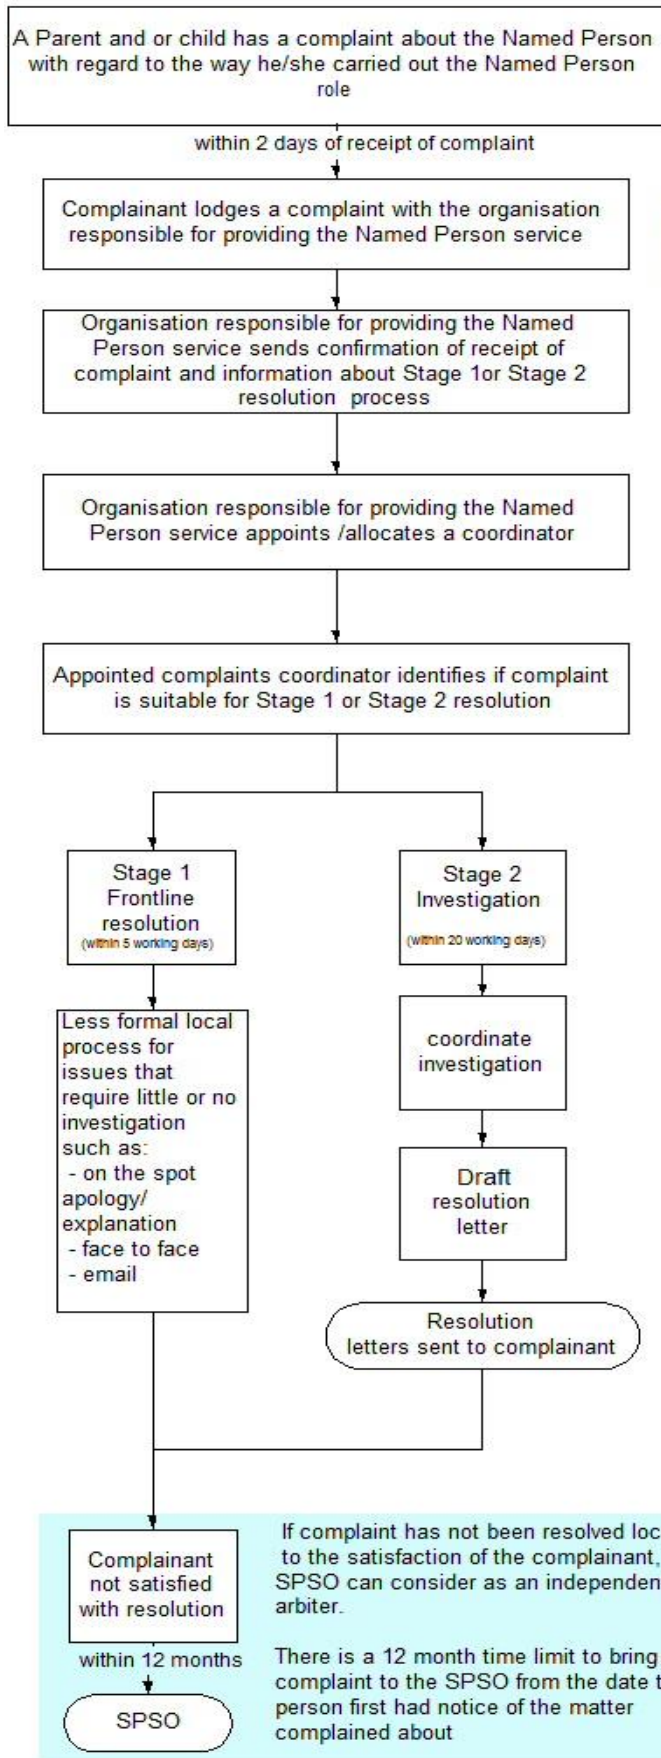 A Parent and or child has a complaint about the Named Person
with regard to the way he/she carried out the Named Person
role
within 2 days of receipt of complaint
Complainant lodges a complaint with the organisation
responsible for providing the Named Person service
Organisation responsible for providing the Named
Person service sends confirmation of receipt of
complaint and information about Stage 1or Stage 2
resolution process
Organisation responsible for providing the Named
Person service appoints /allocates a coordinator
Appointed complaints coordinator identifies if complaint
is suitable for Stage 1 or Stage 2 resolution
Stage 1
Frontline
resolution
(within 5 working days)
Less formal local
process for
issues that
require little or no
investigation
such as:
- on the spot
apology/
explanation
- face to face
- email
Stage 2
Investigation
(within 20 working days)
coordinate
investigation
Draft
resolution
letter
Resolution
letters sent to complainant
Complainant
not satisfied
with resolution
within 12 months
SPSO
If complaint has not been resolved
to the satisfaction of the complainant,
SPSO can consider as an
arbiter.
There is a 12 month time limit to bring
complaint to the SPSO from the date
person first had notice of the matter
complained about